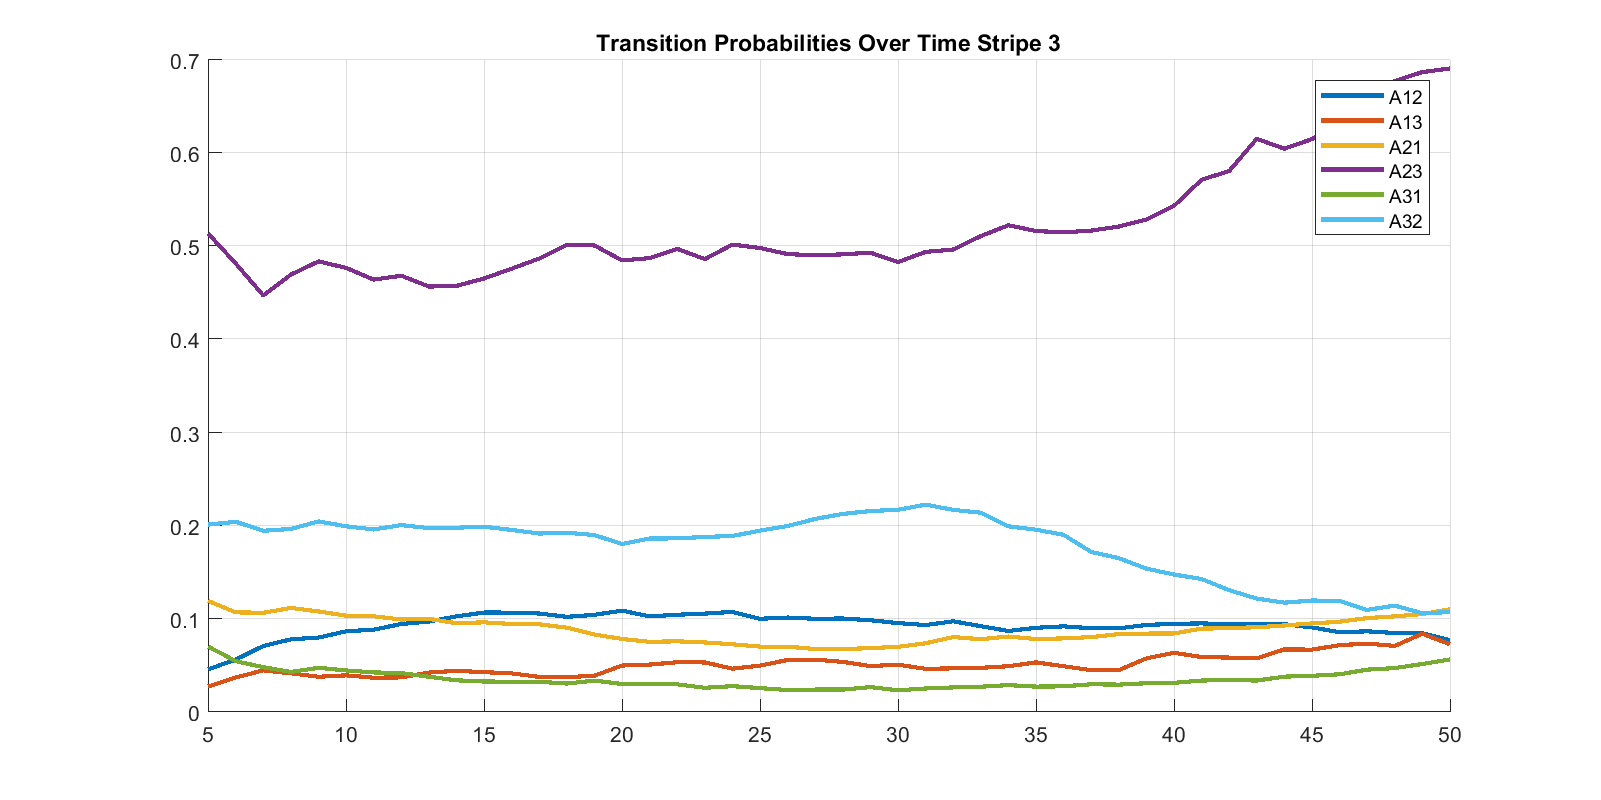 Transition Probabilities Over Time Stripe 3
0.7
0.6
0.5
0.4
0.3
0.2
0.1
0
5 10 15 20 25 30 35 40 45 50
A12
A13
A21
A23
A31
A32